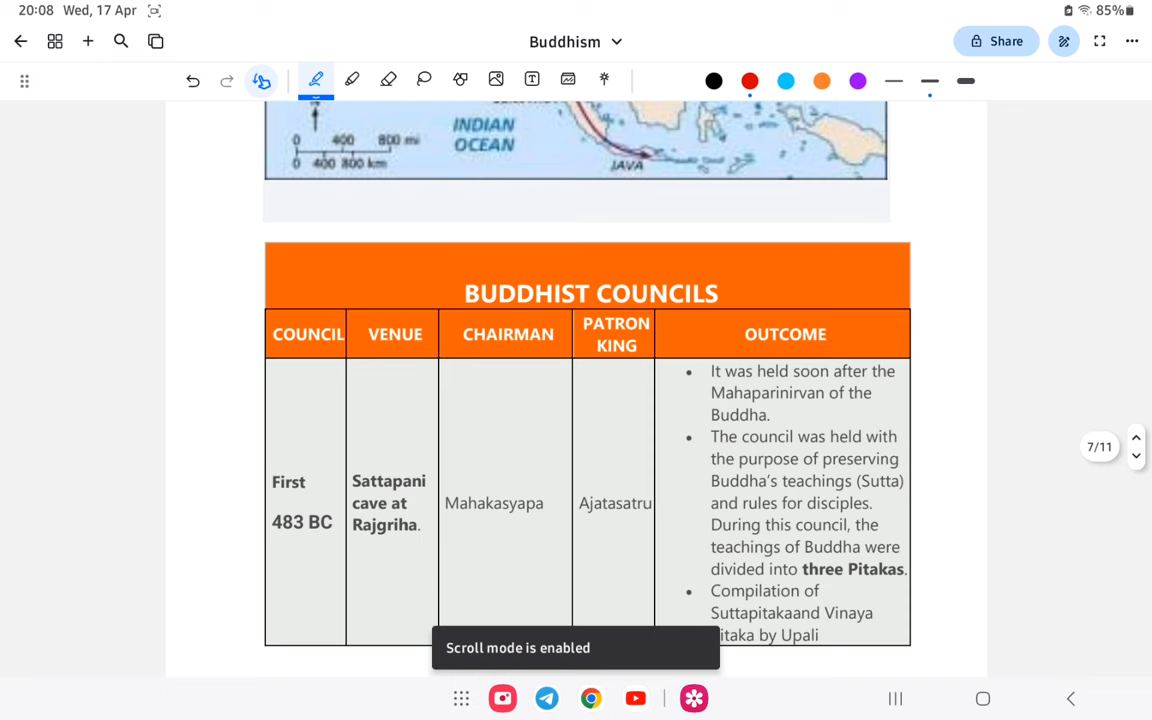 20:08 Wed, 17 Apr
85%
Buddhism
Share
0 400 800 mi
0 400 800 km
INDIAN
OCEAN
JAVA
BUDDHIST COUNCILS
COUNCIL VENUE CHAIRMAN PATRON KING OUTCOME
First
483 BC
Sattapani
cave at
Rajgriha.
Mahakasyapa
Ajatasatru
• It was held soon after the
Mahaparinirvan of the
Buddha.
• The council was held with
the purpose of preserving
Buddha's teachings (Sutta)
and rules for disciples.
During this council, the
teachings of Buddha were
divided into three Pitakas.
• Compilation of
Suttapitakaand Vinaya
itaka by Upali
7/11
Scroll mode is enabled